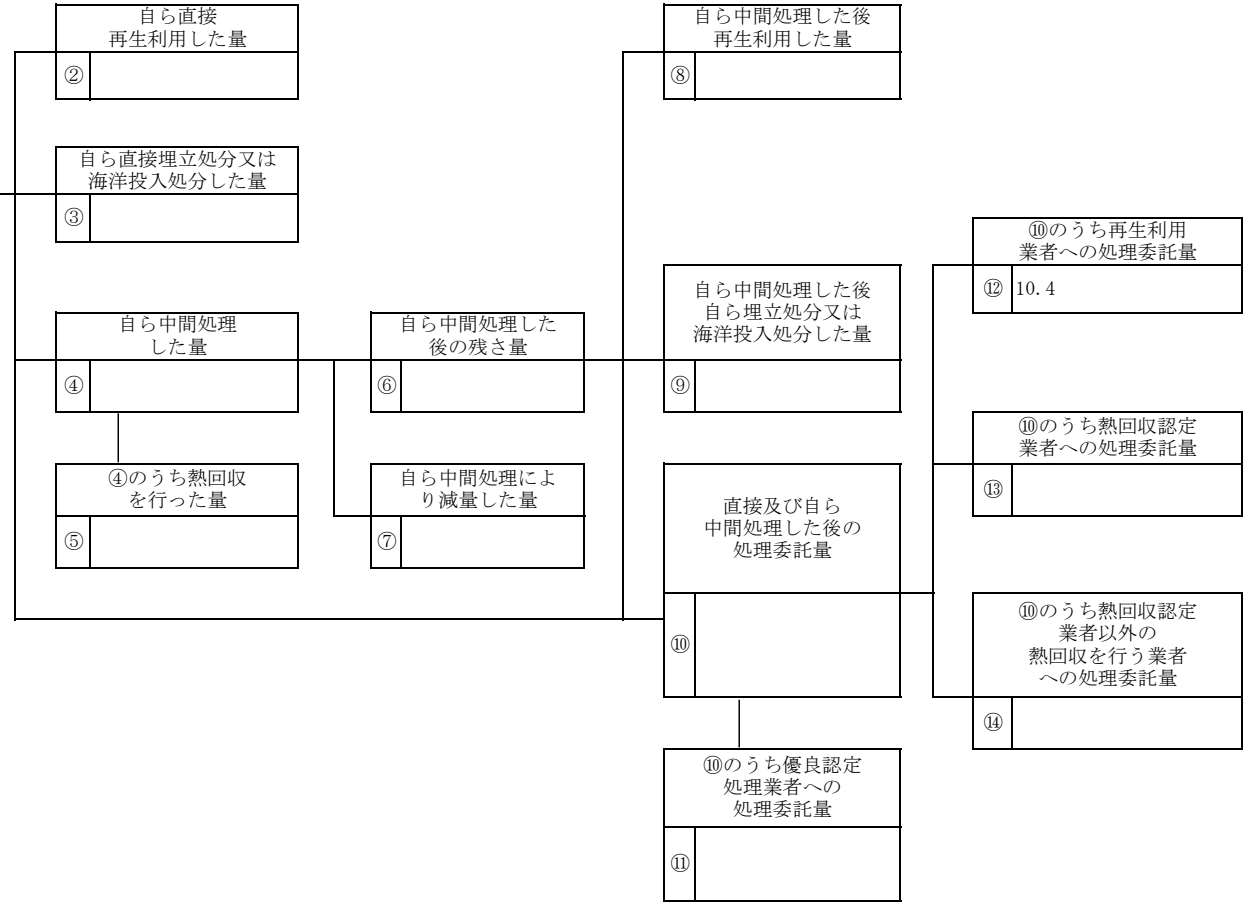 自ら直接
再生利用した量
②
自ら中間処理した後
再生利用した量
⑧
自ら直接埋立処分又は
海洋投入処分した量
③
⑩のうち再生利用
業者への処理委託量
⑫ 10.4
自ら中間処理した後
自ら埋立処分又は
海洋投入処分した量
⑨
自ら中間処理
した量
④
自ら中間処理した
後の残さ量
⑥
⑩のうち熱回収認定
業者への処理委託量
⑬
④のうち熱回収
を行った量
⑤
自ら中間処理によ
り減量した量
⑦
直接及び自ら
中間処理した後の
処理委託量
⑩
⑩のうち熱回収認定
業者以外の
熱回収を行う業者
への処理委託量
⑭
⑩のうち優良認定
処理業者への
処理委託量
⑪